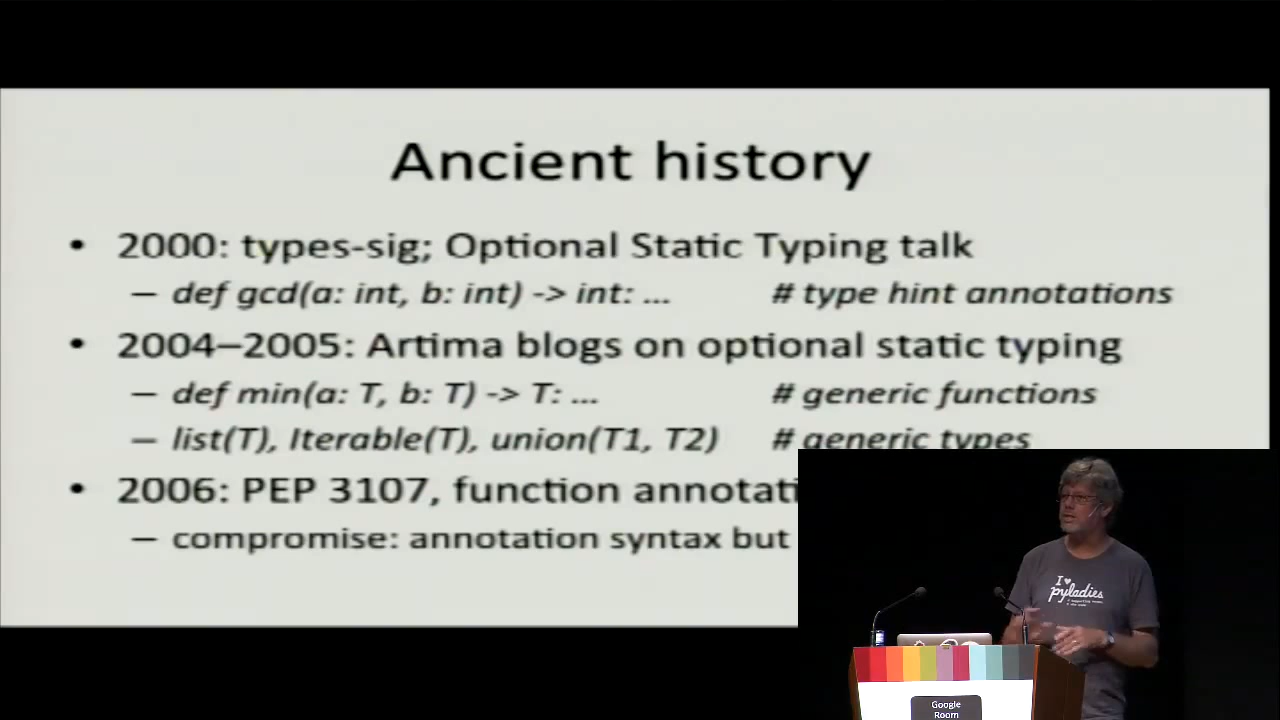 Ancient history
• 2000: types-sig; Optional Static Typing talk
– def gcd(a: int, b: int) -> int: ... # type hint annotations
• 2004–2005: Artima blogs on optional static typing
– def min(a: T, b: T) -> T: ... # generic functions
– list(T), Iterable(T), union(T1, T2) # generic types
• 2006: PEP 3107, function annotati
– compromise: annotation syntax but
I ♥
pyladies
Google
Room